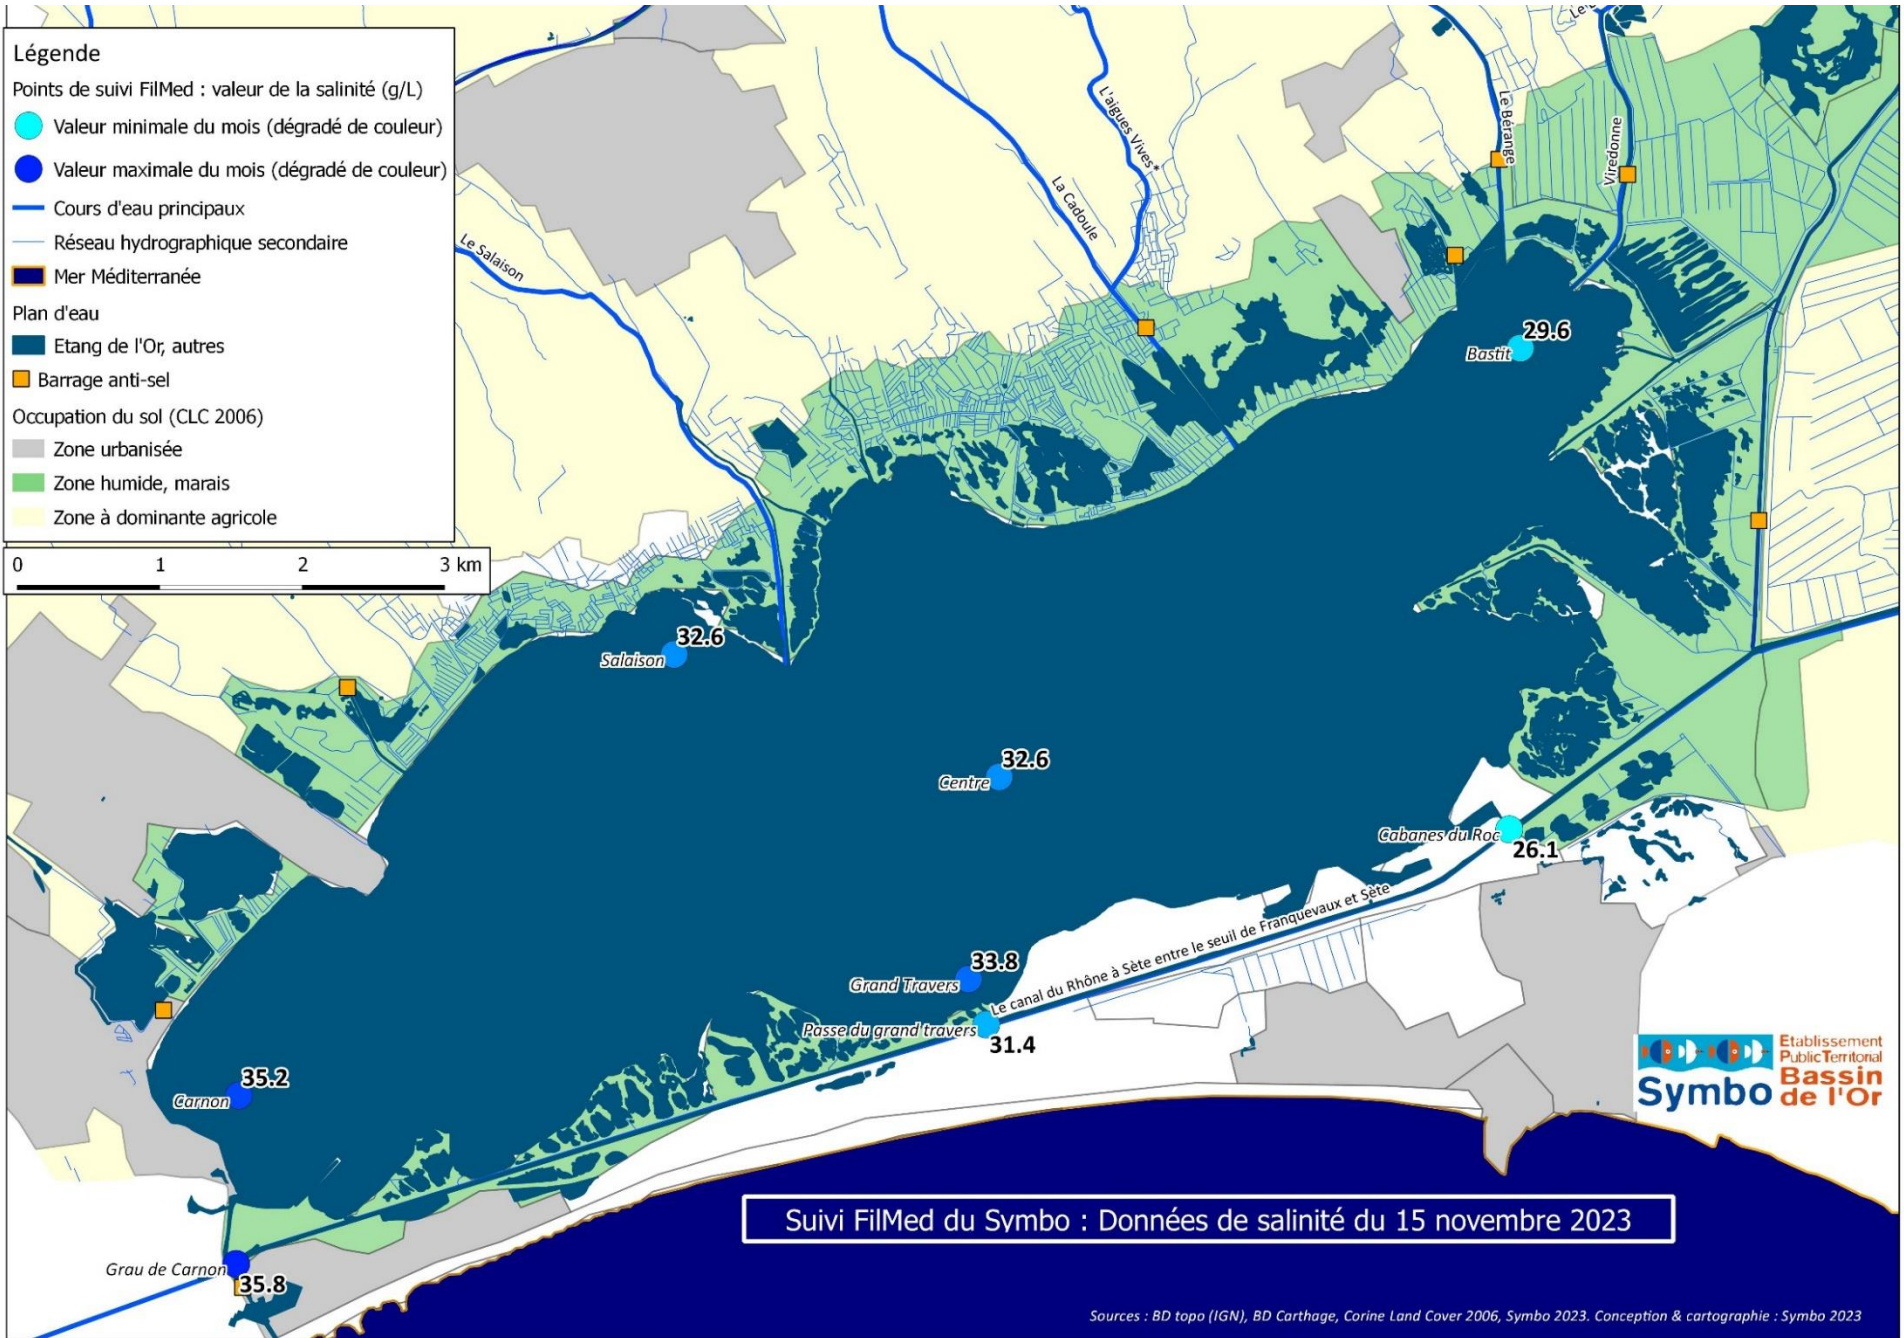 Légende
Points de suivi FilMed : valeur de la salinité (g/L)
Valeur minimale du mois (dégradé de couleur)
Valeur maximale du mois (dégradé de couleur)
Cours d'eau principaux
Réseau hydrographique secondaire
Mer Méditerranée
Plan d'eau
Etang de l'Or, autres
Barrage anti-sel
Occupation du sol (CLC 2006)
Zone urbanisée
Zone humide, marais
Zone à dominante agricole
0 1 2 3 km
Le Salaison
La Cadoule
L'aigues Vives*
Le Bérange
Viredonne
29.6
Bastit
32.6
Salaison
32.6
Centre
Cabanes du Roc
26.1
Le canal du Rhône à Sète entre le seuil de Franquevaux et Sète
33.8
Grand Travers
Passe du grand travers
31.4
35.2
Carnon
Grau de Carnon
35.8
Etablissement
Public Territorial
Bassin
de l'Or
Symbo
Suivi FilMed du Symbo : Données de salinité du 15 novembre 2023
Sources : BD topo (IGN), BD Carthage, Corine Land Cover 2006, Symbo 2023. Conception & cartographie : Symbo 2023